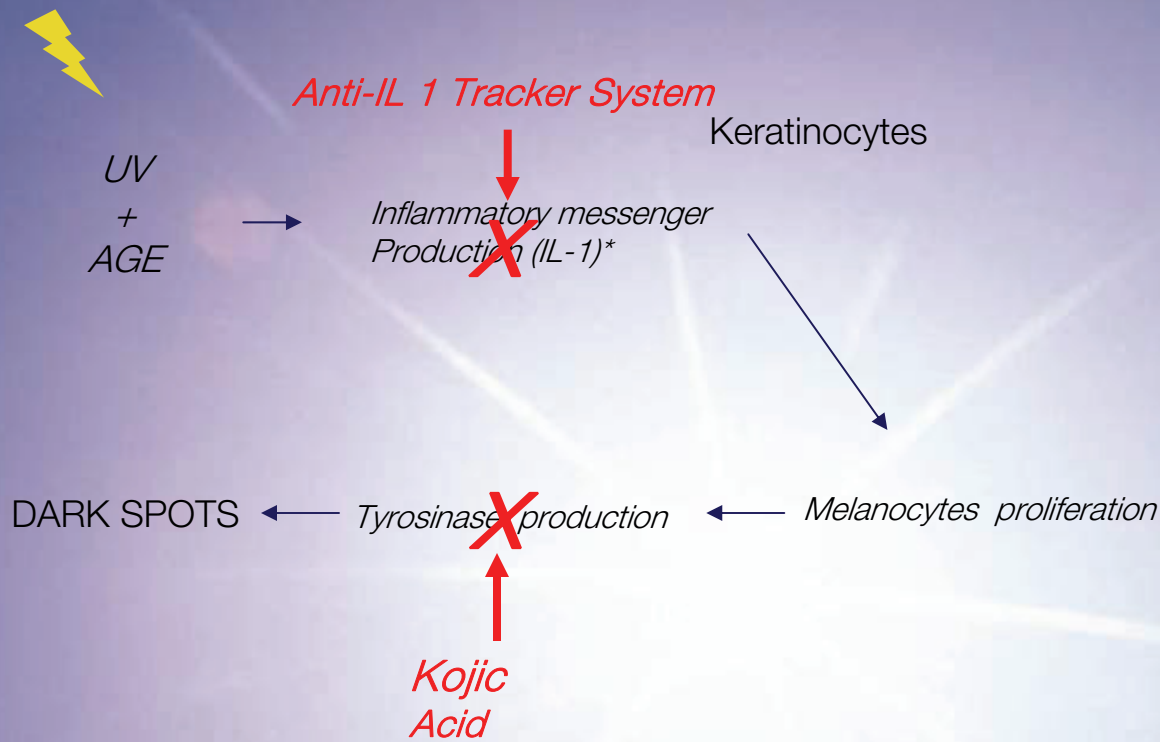 Anti-IL 1 Tracker System
Keratinocytes
UV
+
AGE
Inflammatory messenger
Production (IL-1)*
X
DARK SPOTS
Tyrosinase production
X
Melanocytes proliferation
Kojic
Acid